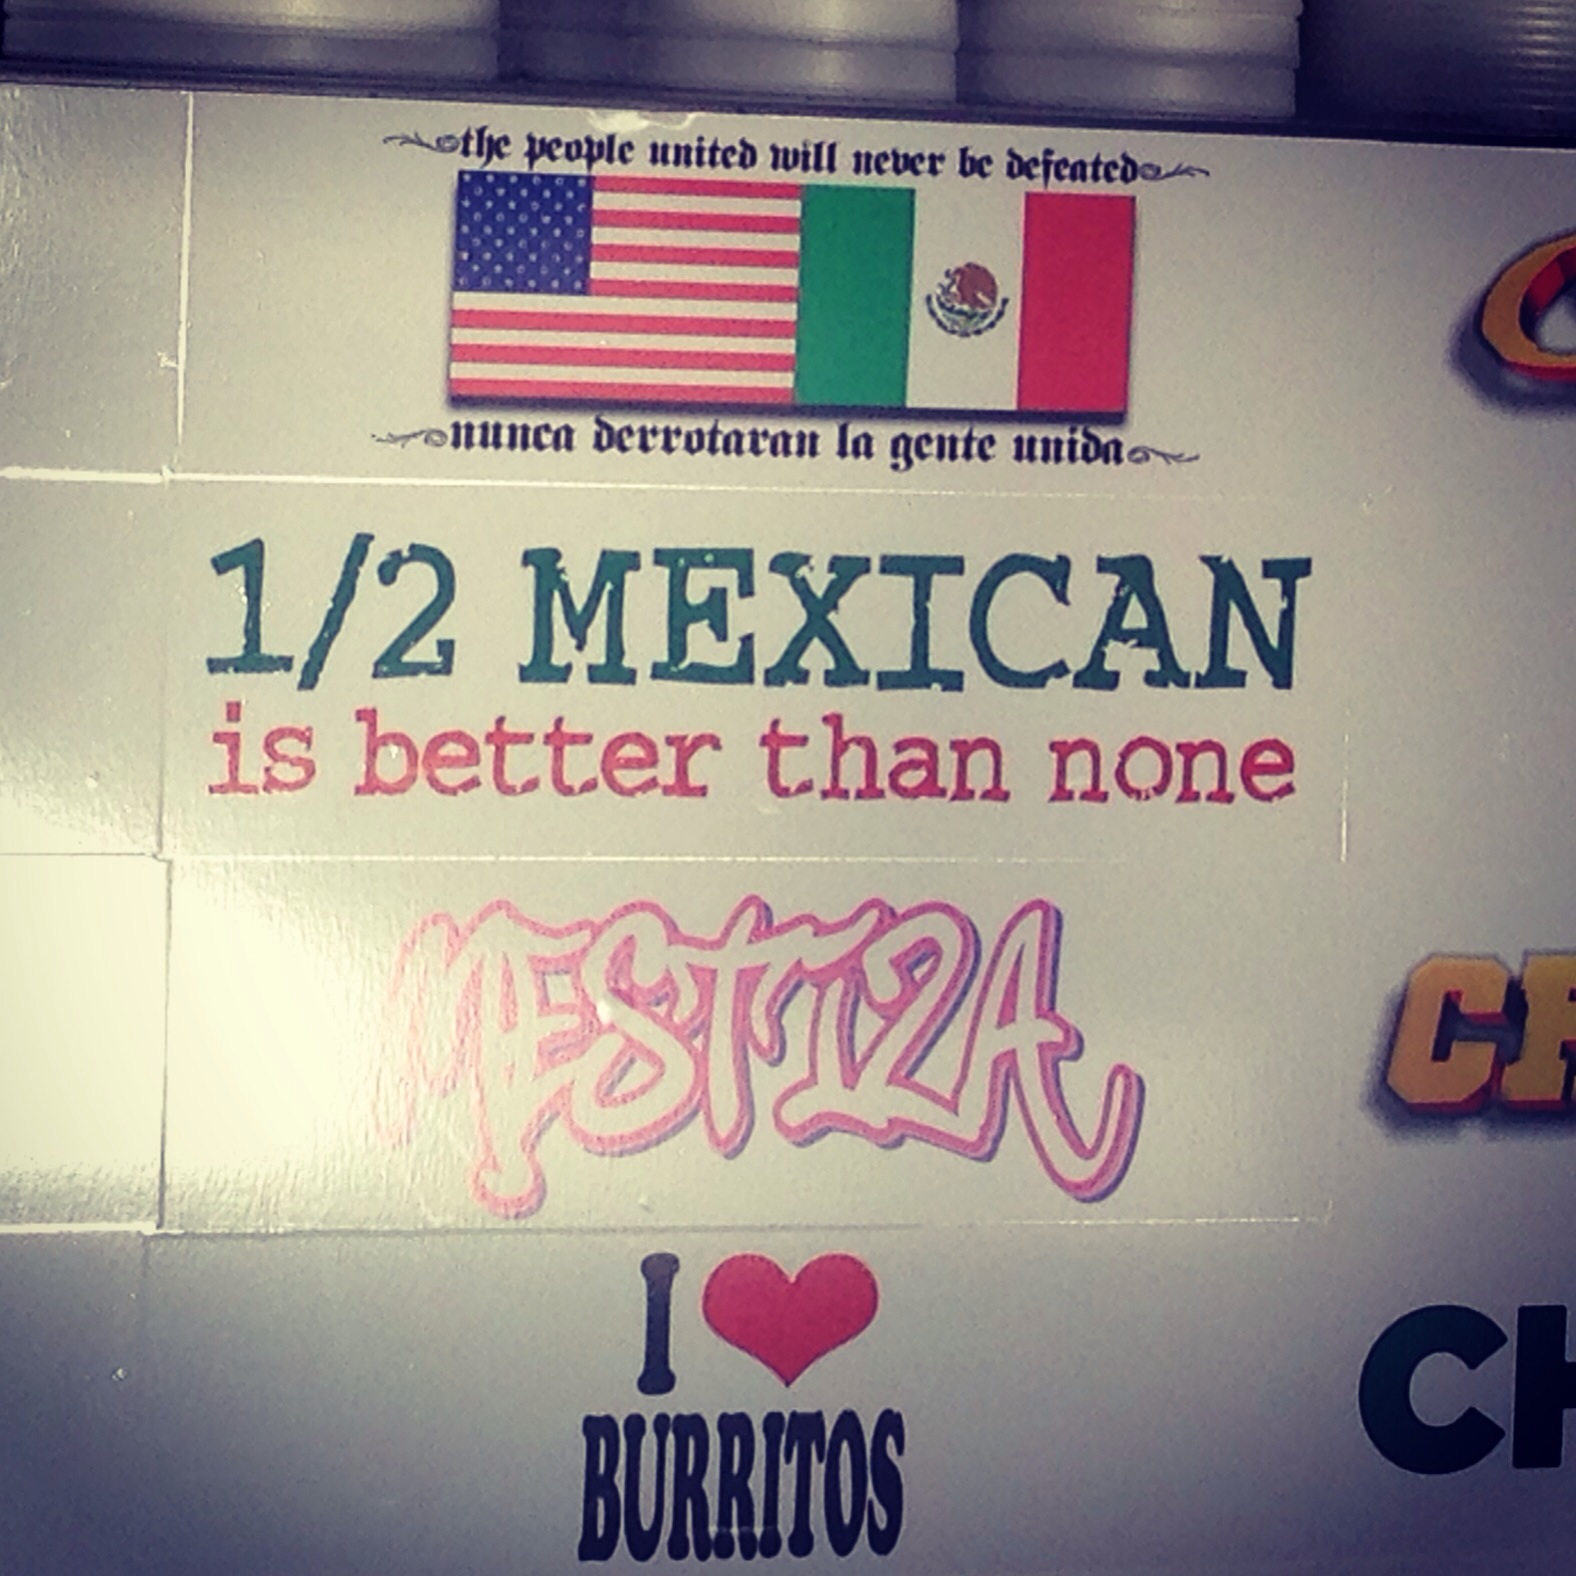 the people united will never be defeated
nunca derrotaran la gente unida
1/2 MEXICAN
is better than none
MESTIZA
I
BURRITOS
C
CH